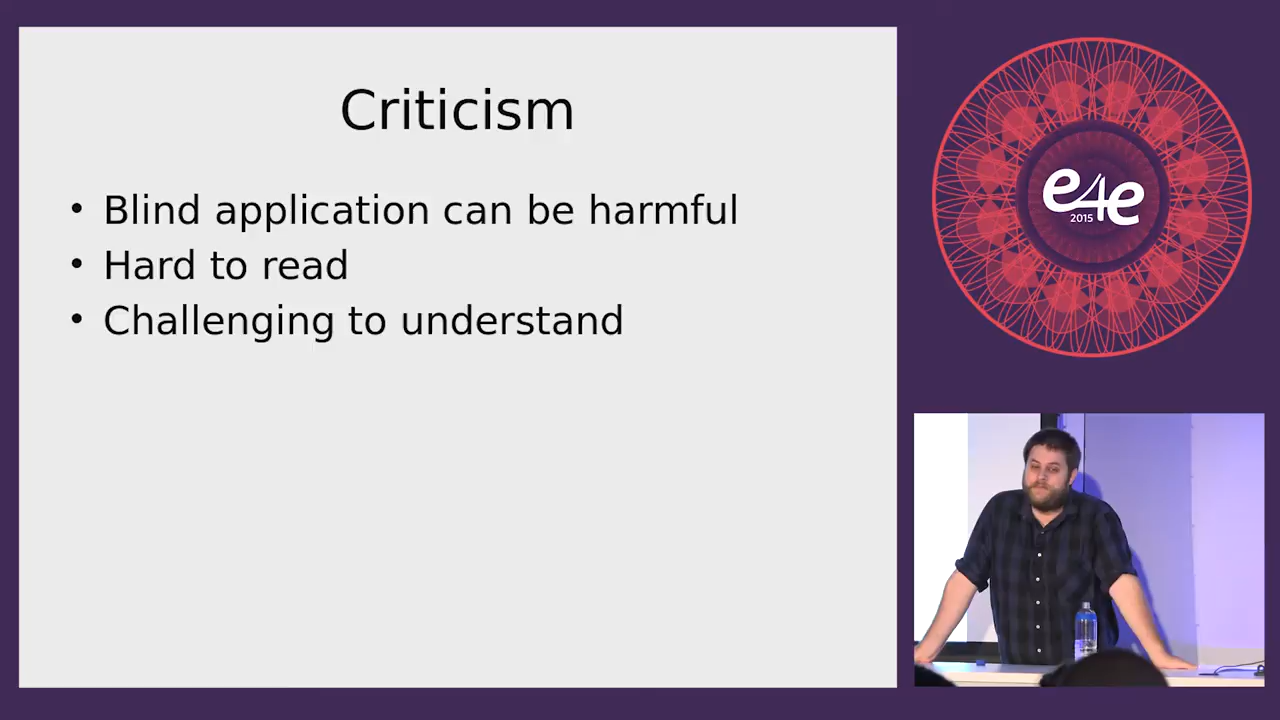 Criticism
• Blind application can be harmful
• Hard to read
• Challenging to understand
e4e
2015